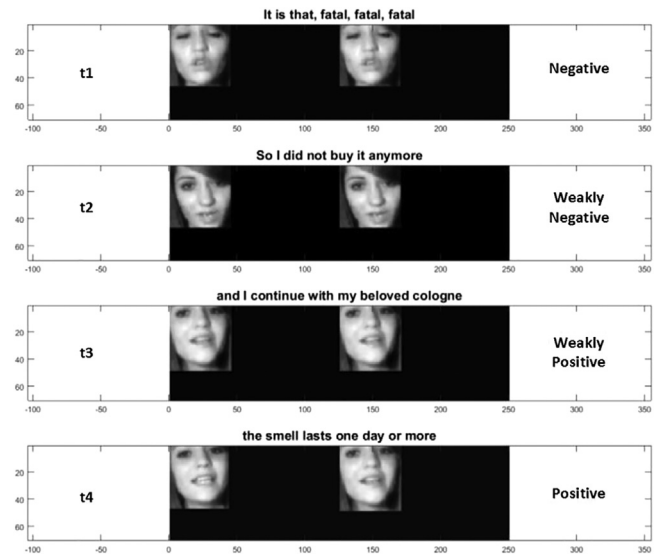 It is that, fatal, fatal, fatal
20
t1
Negative
40
60
-100 -50 0 50 100 150 200 250 300 350
So I did not buy it anymore
20
t2
Weakly
Negative
40
60
-100 -50 0 50 100 150 200 250 300 350
and I continue with my beloved cologne
20
t3
Weakly
Positive
40
60
-100 -50 0 50 100 150 200 250 300 350
the smell lasts one day or more
20
t4
Positive
40
60
-100 -50 0 50 100 150 200 250 300 350